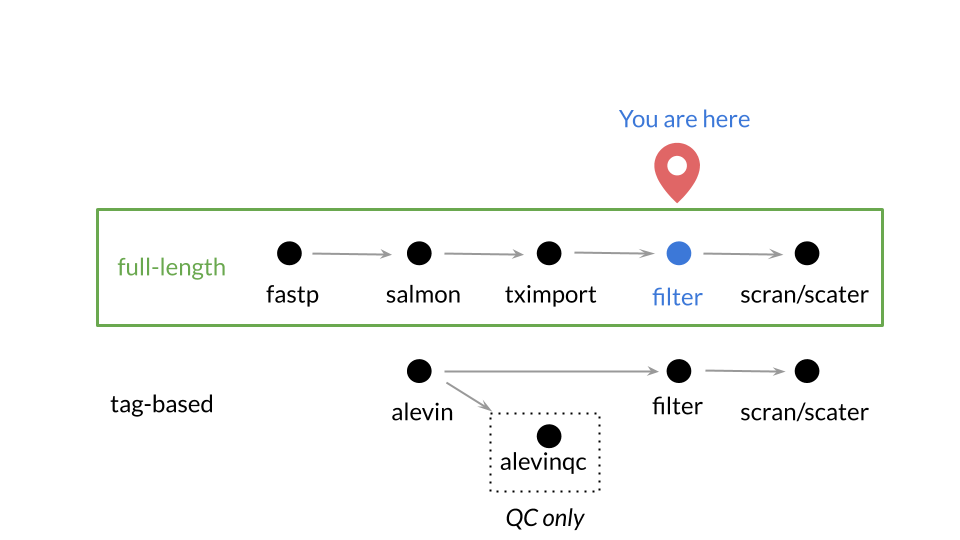 You are here
full-length
fastp
salmon
tximport
filter
scran/scater
tag-based
alevin
filter
scran/scater
alevinqc
QC only